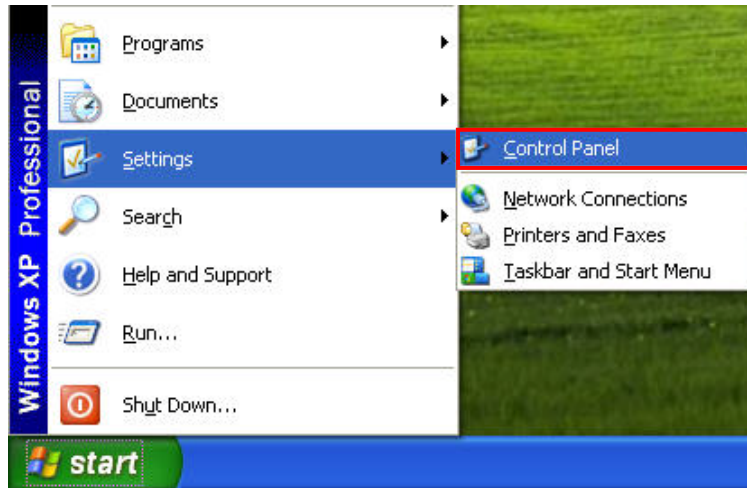 Windows XP Professional
Programs
Documents
Settings
Search
Help and Support
Run...
Shut Down...
Control Panel
Network Connections
Printers and Faxes
Taskbar and Start Menu
start